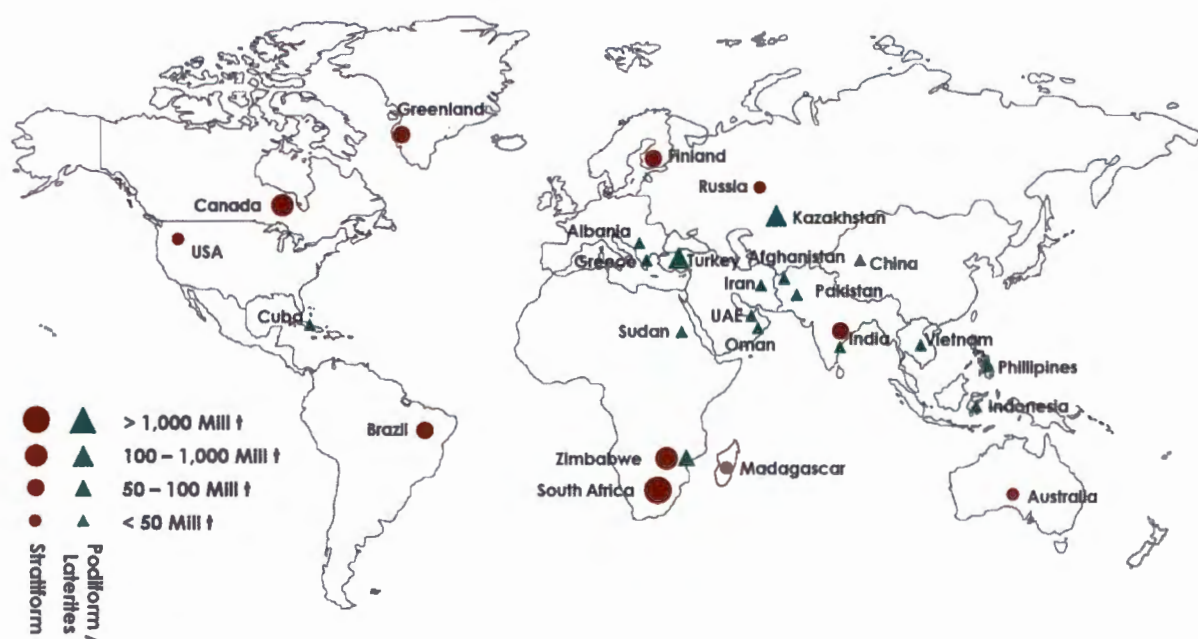 Greenland
Finland
Russia
Canada
Kazakhstan
Albania
USA
Greece
Turkey
Afghanistan
China
Iran
Pakistan
Cuba
UAE
Sudan
Oman
India
Vietnam
Phillipines
Indonesia
> 1,000 Mill t
Brazil
100 – 1,000 Mill t
Zimbabwe
Madagascar
50 – 100 Mill t
South Africa
Australia
< 50 Mill t
Stratiform
Podiform /
Laterites